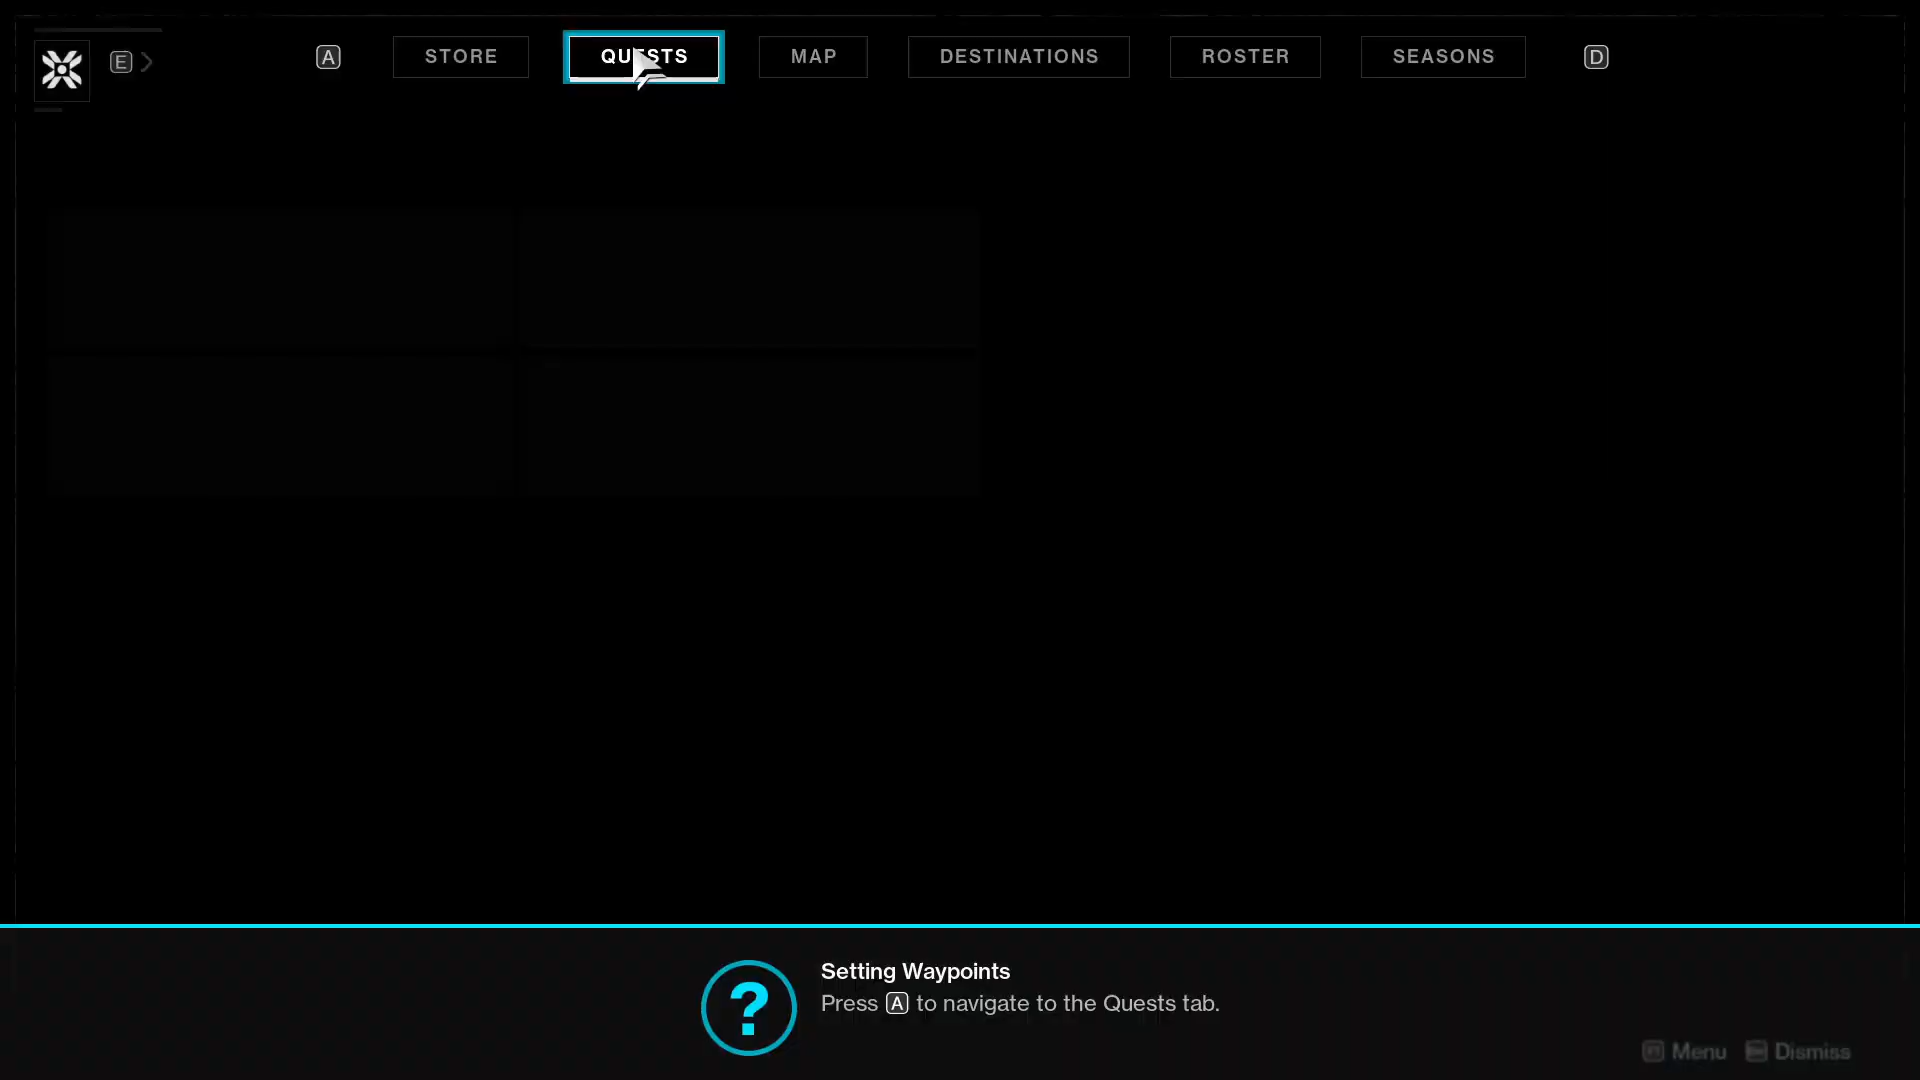 E
A
STORE
QUESTS
MAP
DESTINATIONS
ROSTER
SEASONS
D
?
Setting Waypoints
Press A to navigate to the Quests tab.
Menu
Dismiss